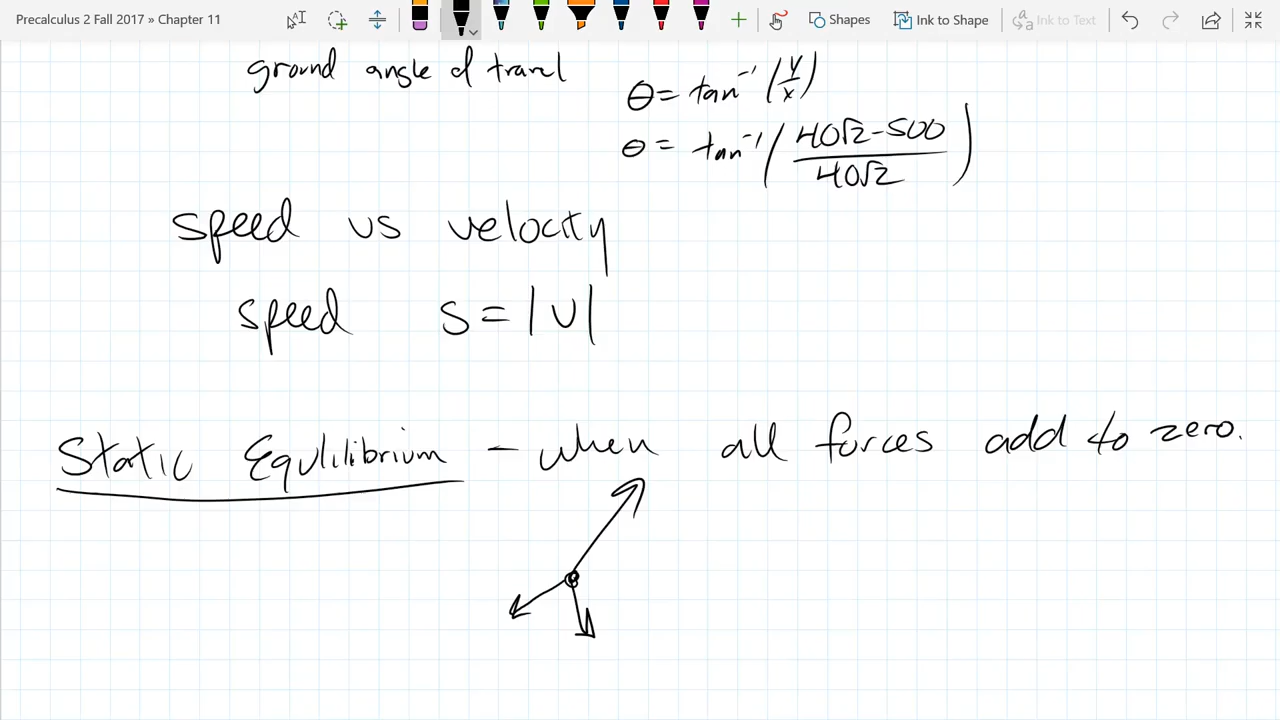 Precalculus 2 Fall 2017 » Chapter 11
Shapes
Ink to Shape
Ink to Text
ground angle of travel
θ = tan⁻¹ (y/x)
θ = tan⁻¹ ( (40√2 - 500) / (40√2) )
speed vs velocity
speed s = |v|
Static Equlilibrium - when all forces add to zero.